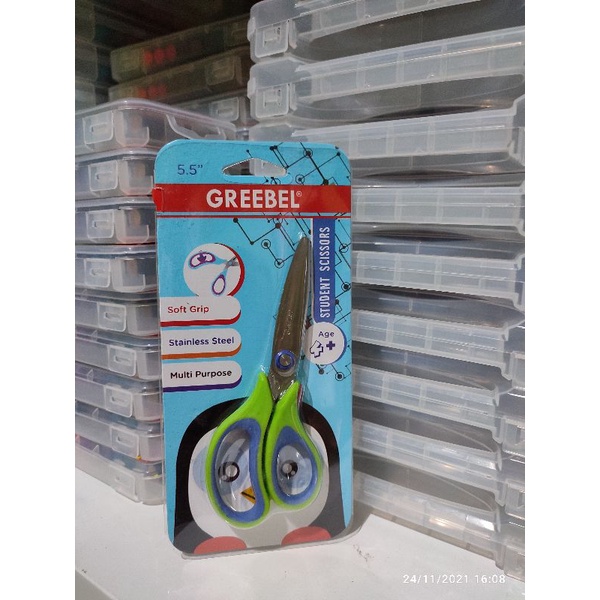 5.5"
GREEBEL®
STUDENT SCISSORS
Soft Grip
Stainless Steel
Multi Purpose
Age
4+
24/11/2021 16:08